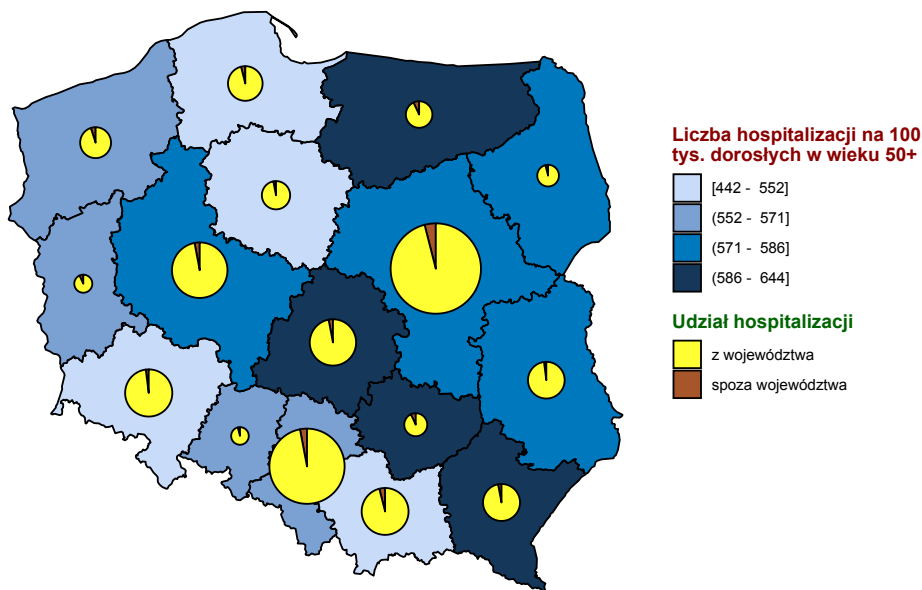 Liczba hospitalizacji na 100
tys. dorosłych w wieku 50+
[442 - 552]
(552 - 571]
(571 - 586]
(586 - 644]
Udział hospitalizacji
z województwa
spoza województwa